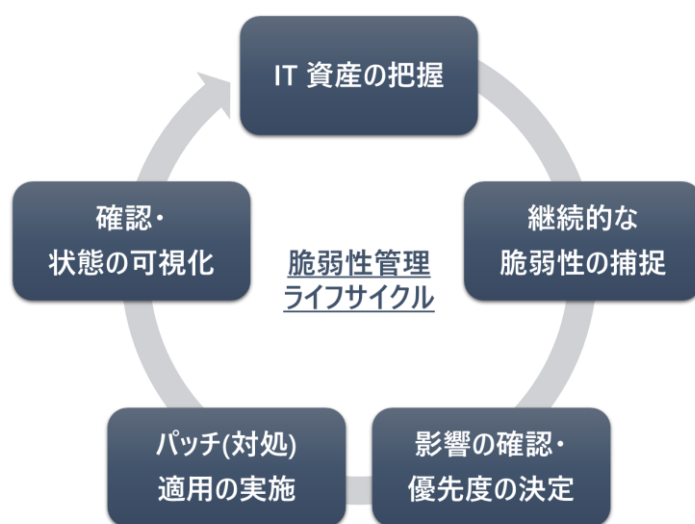 IT 資産の把握
継続的な
脆弱性の捕捉
影響の確認・
優先度の決定
パッチ(対処)
適用の実施
確認・
状態の可視化
脆弱性管理
ライフサイクル